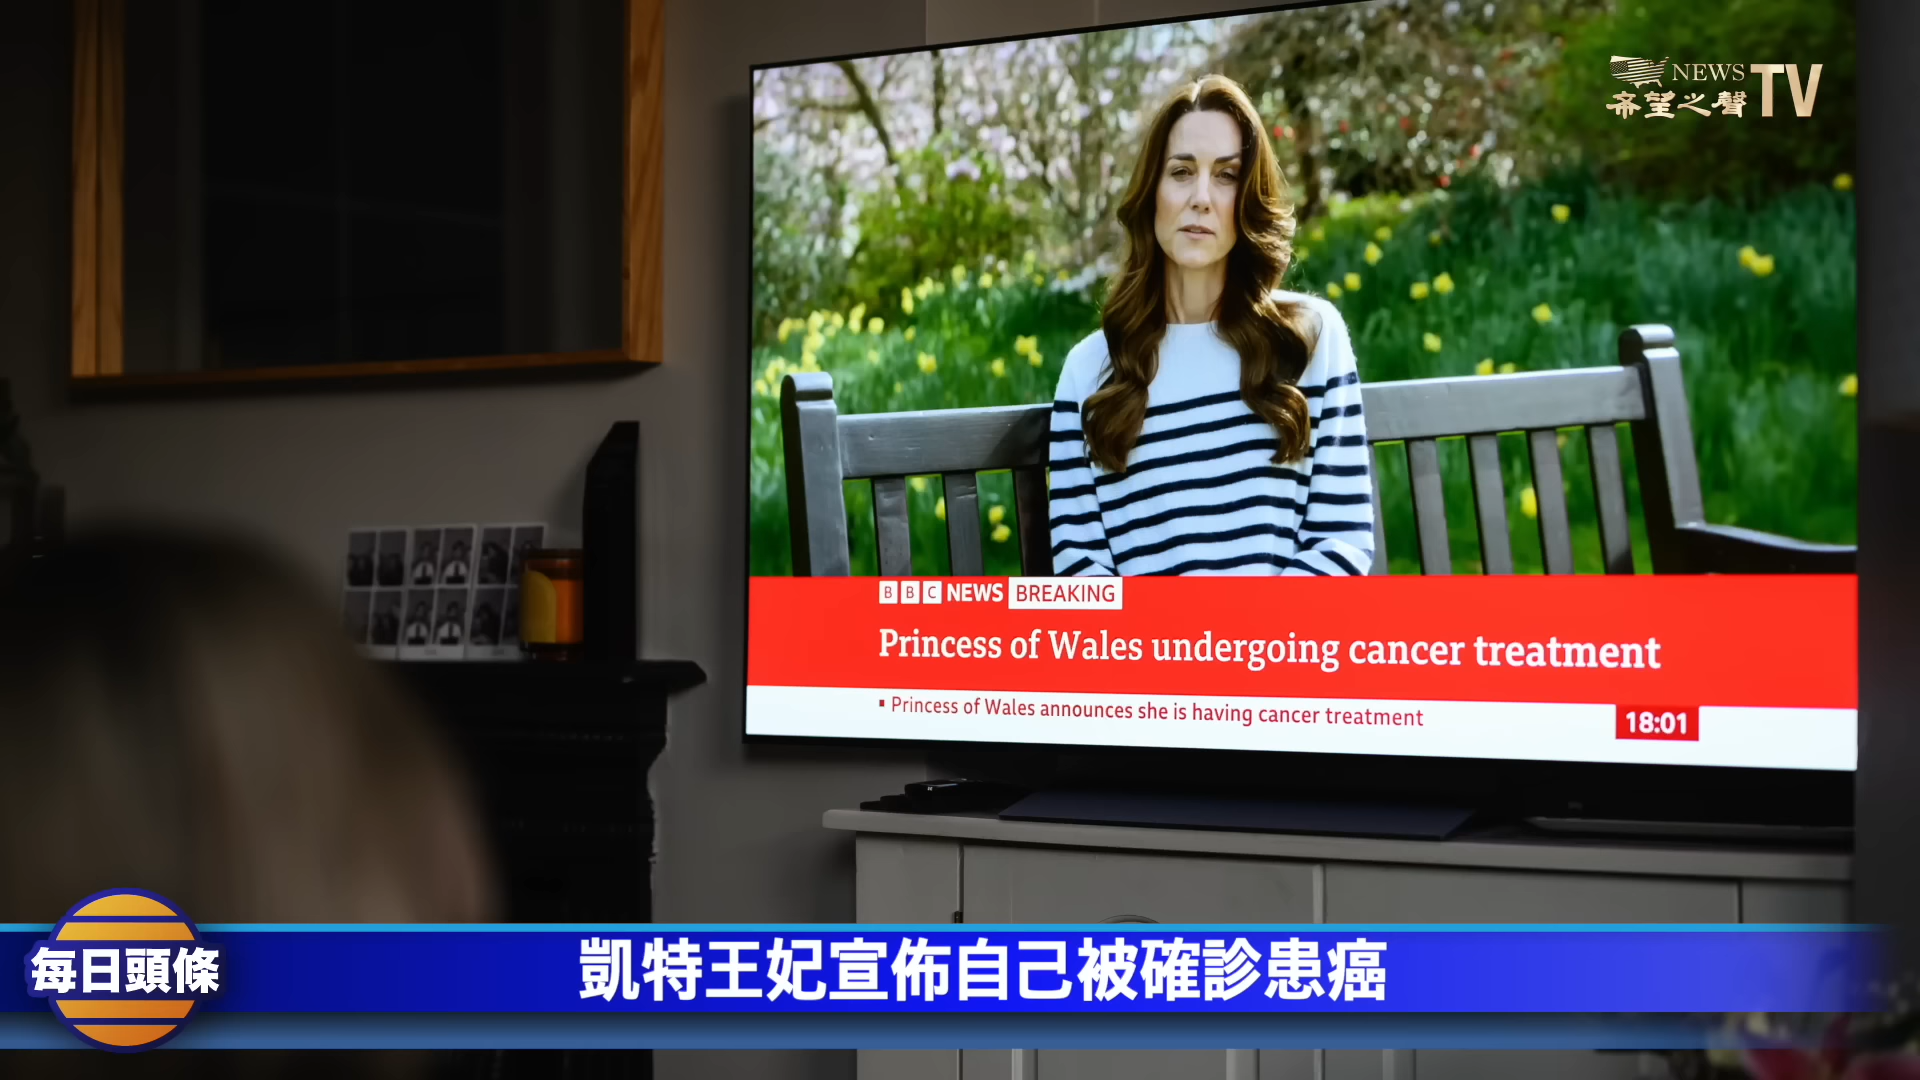 NEWS
希望之聲TV
BBC NEWS BREAKING
Princess of Wales undergoing cancer treatment
Princess of Wales announces she is having cancer treatment
18:01
每日頭條
凱特王妃宣佈自己被確診患癌